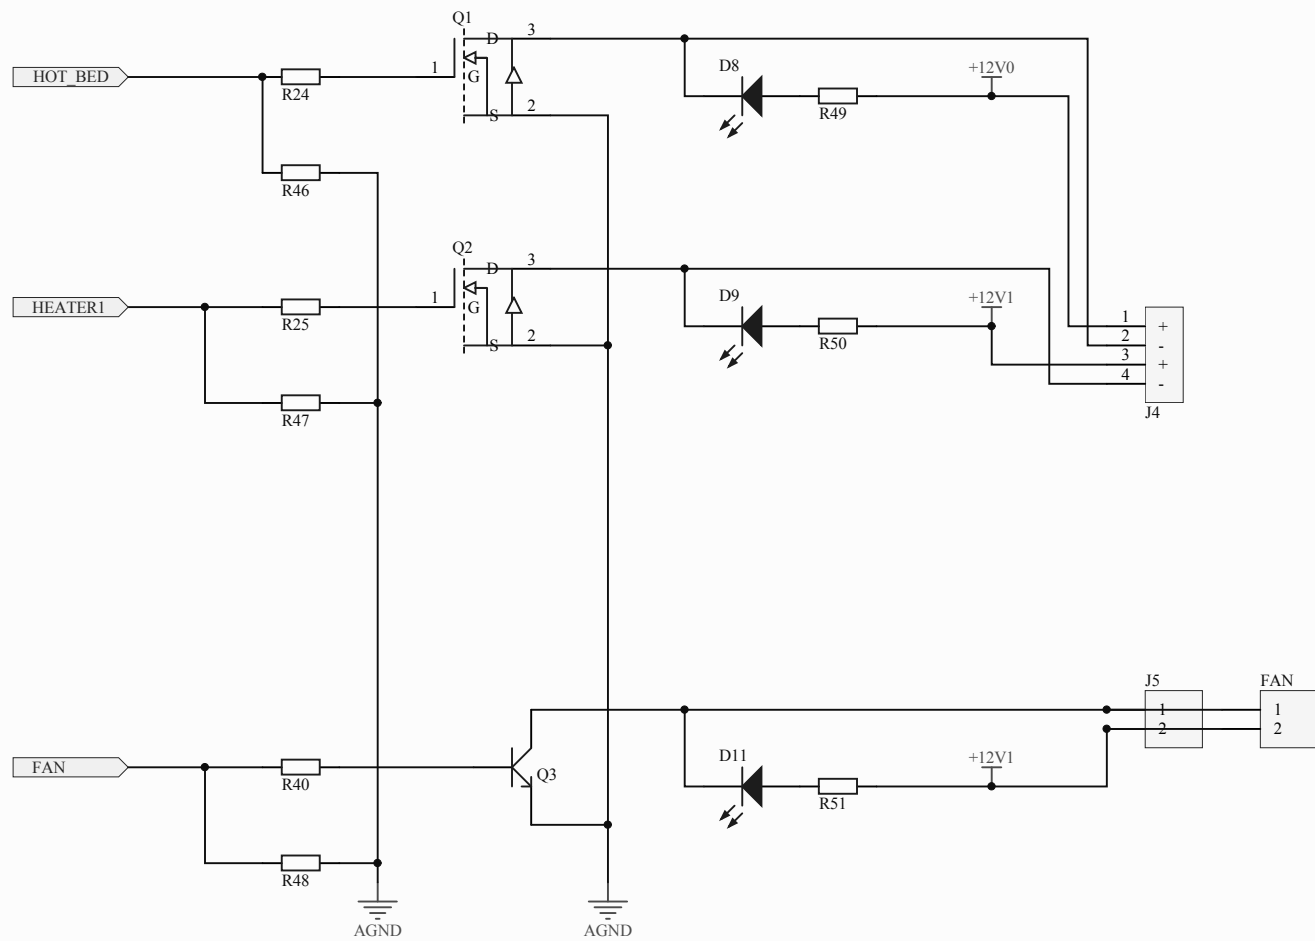 Q1
D
3
1
G
2
S
HOT_BED
R24
R46
D8
R49
+12V0
Q2
D
3
1
G
2
S
HEATER1
R25
R47
D9
R50
+12V1
1
+
2
-
3
+
4
-
J4
J5
FAN
1
1
2
2
FAN
R40
Q3
D11
R51
+12V1
R48
AGND
AGND